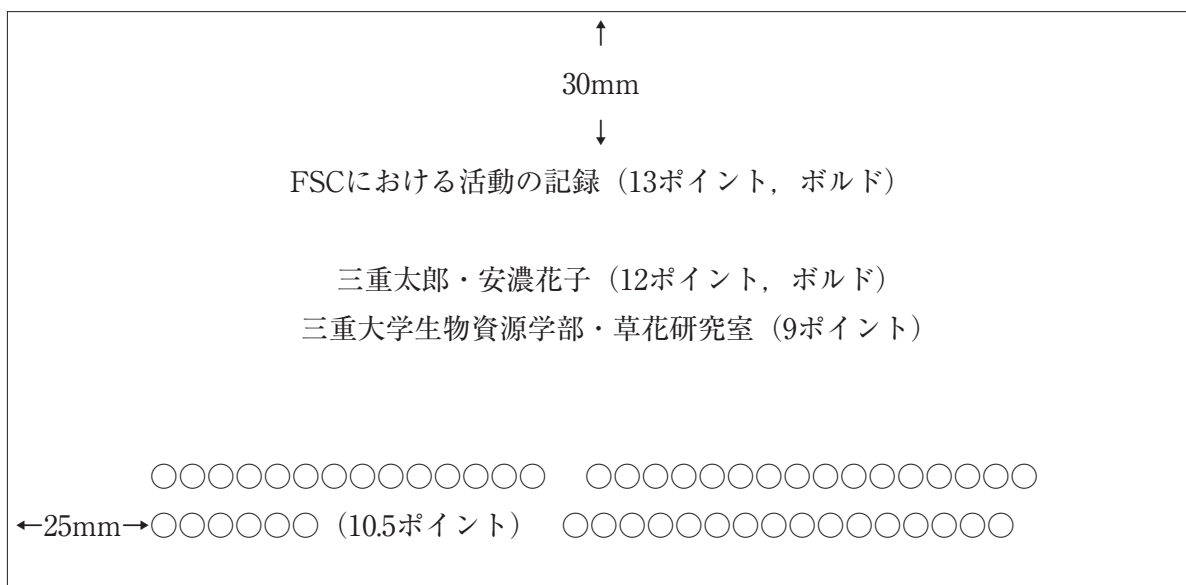 ↑
30mm
↓
FSCにおける活動の記録（13ポイント，ボルド）
三重太郎・安濃花子（12ポイント，ボルド）
三重大学生物資源学部・草花研究室（9ポイント）
○○○○○○○○○○○○○○　○○○○○○○○○○○○○○○○
←25mm→○○○○○○（10.5ポイント）　○○○○○○○○○○○○○○○○